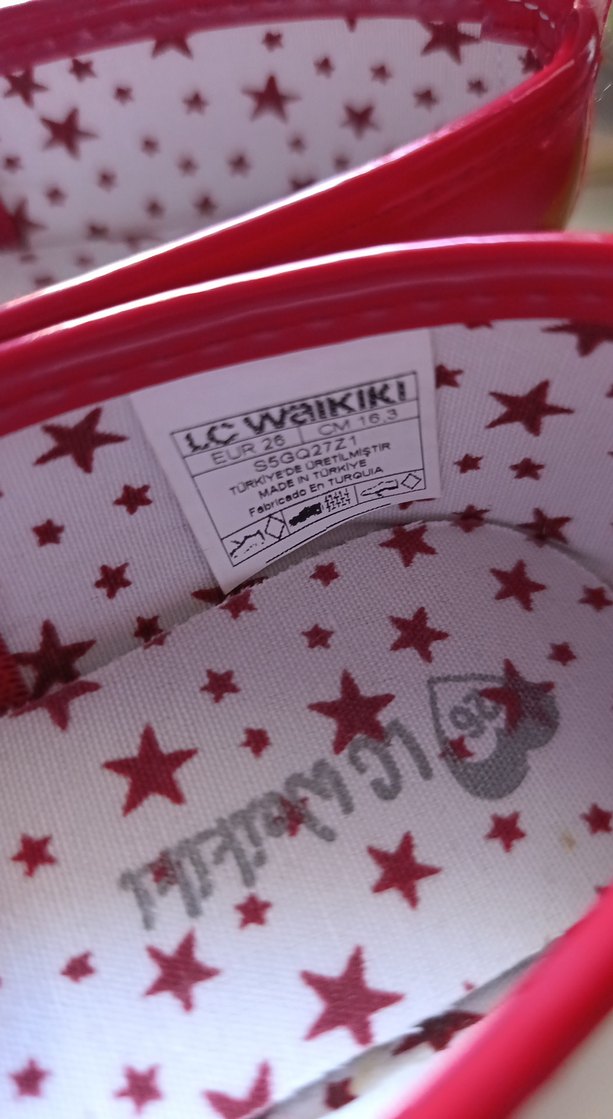 LC WAIKIKI
EUR 26 CM 16,3
S5GQ27Z1
TÜRKİYE'DE ÜRETİLMİŞTİR
MADE IN TÜRKİYE
Fabricado En TURQUIA
26
LC Waikiki